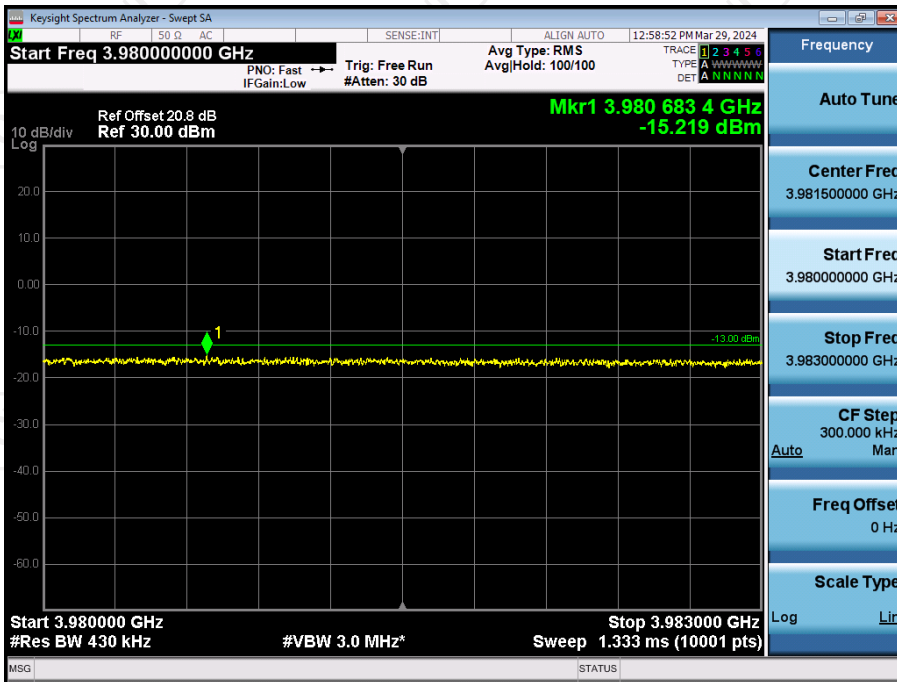 Keysight Spectrum Analyzer - Swept SA
LXI RF 50 Ω AC SENSE:INT ALIGN AUTO 12:58:52 PM Mar 29, 2024
Start Freq 3.980000000 GHz
PNO: Fast
IFGain:Low
Trig: Free Run
#Atten: 30 dB
Avg Type: RMS
Avg|Hold: 100/100
TRACE 1 2 3 4 5 6
TYPE A WWWWW
DET A N N N N N
Mkr1 3.980 683 4 GHz
-15.219 dBm
Ref Offset 20.8 dB
Ref 30.00 dBm
10 dB/div
Log
20.0
10.0
0.00
-10.0
-20.0
-30.0
-40.0
-50.0
-60.0
1
-13.00 dBm
Start 3.980000 GHz
Stop 3.983000 GHz
#Res BW 430 kHz
#VBW 3.0 MHz*
Sweep 1.333 ms (10001 pts)
MSG
STATUS
Frequency
Auto Tune
Center Freq
3.981500000 GHz
Start Freq
3.980000000 GHz
Stop Freq
3.983000000 GHz
CF Step
300.000 kHz
Auto Man
Freq Offset
0 Hz
Scale Type
Log Lin